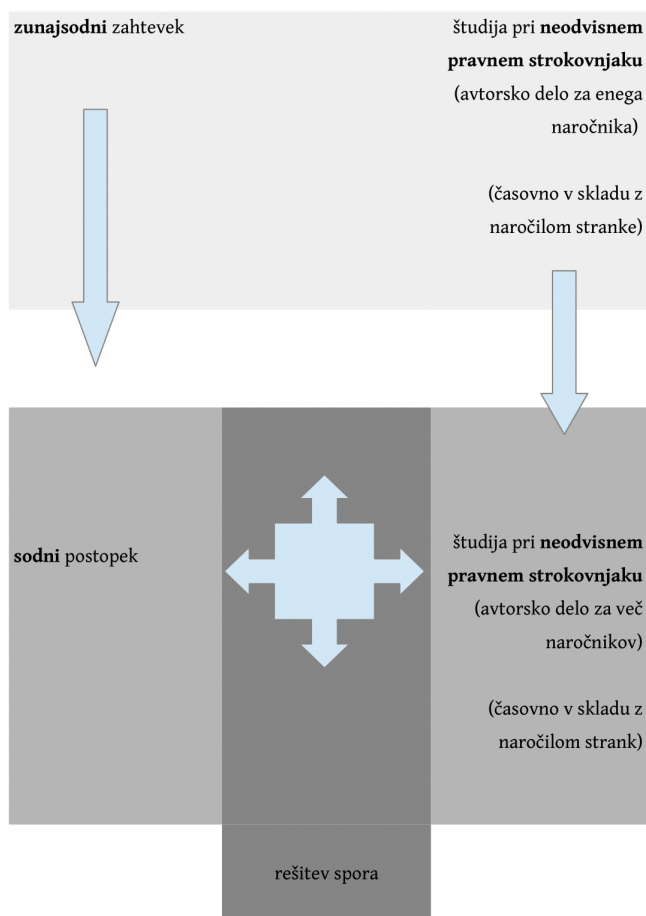 zunajsodni zahtevek
študija pri neodvisnem
pravnem strokovnjaku
(avtorsko delo za enega
naročnika)
(časovno v skladu z
naročilom stranke)
sodni postopek
študija pri neodvisnem
pravnem strokovnjaku
(avtorsko delo za več
naročnikov)
(časovno v skladu z
naročilom strank)
rešitev spora